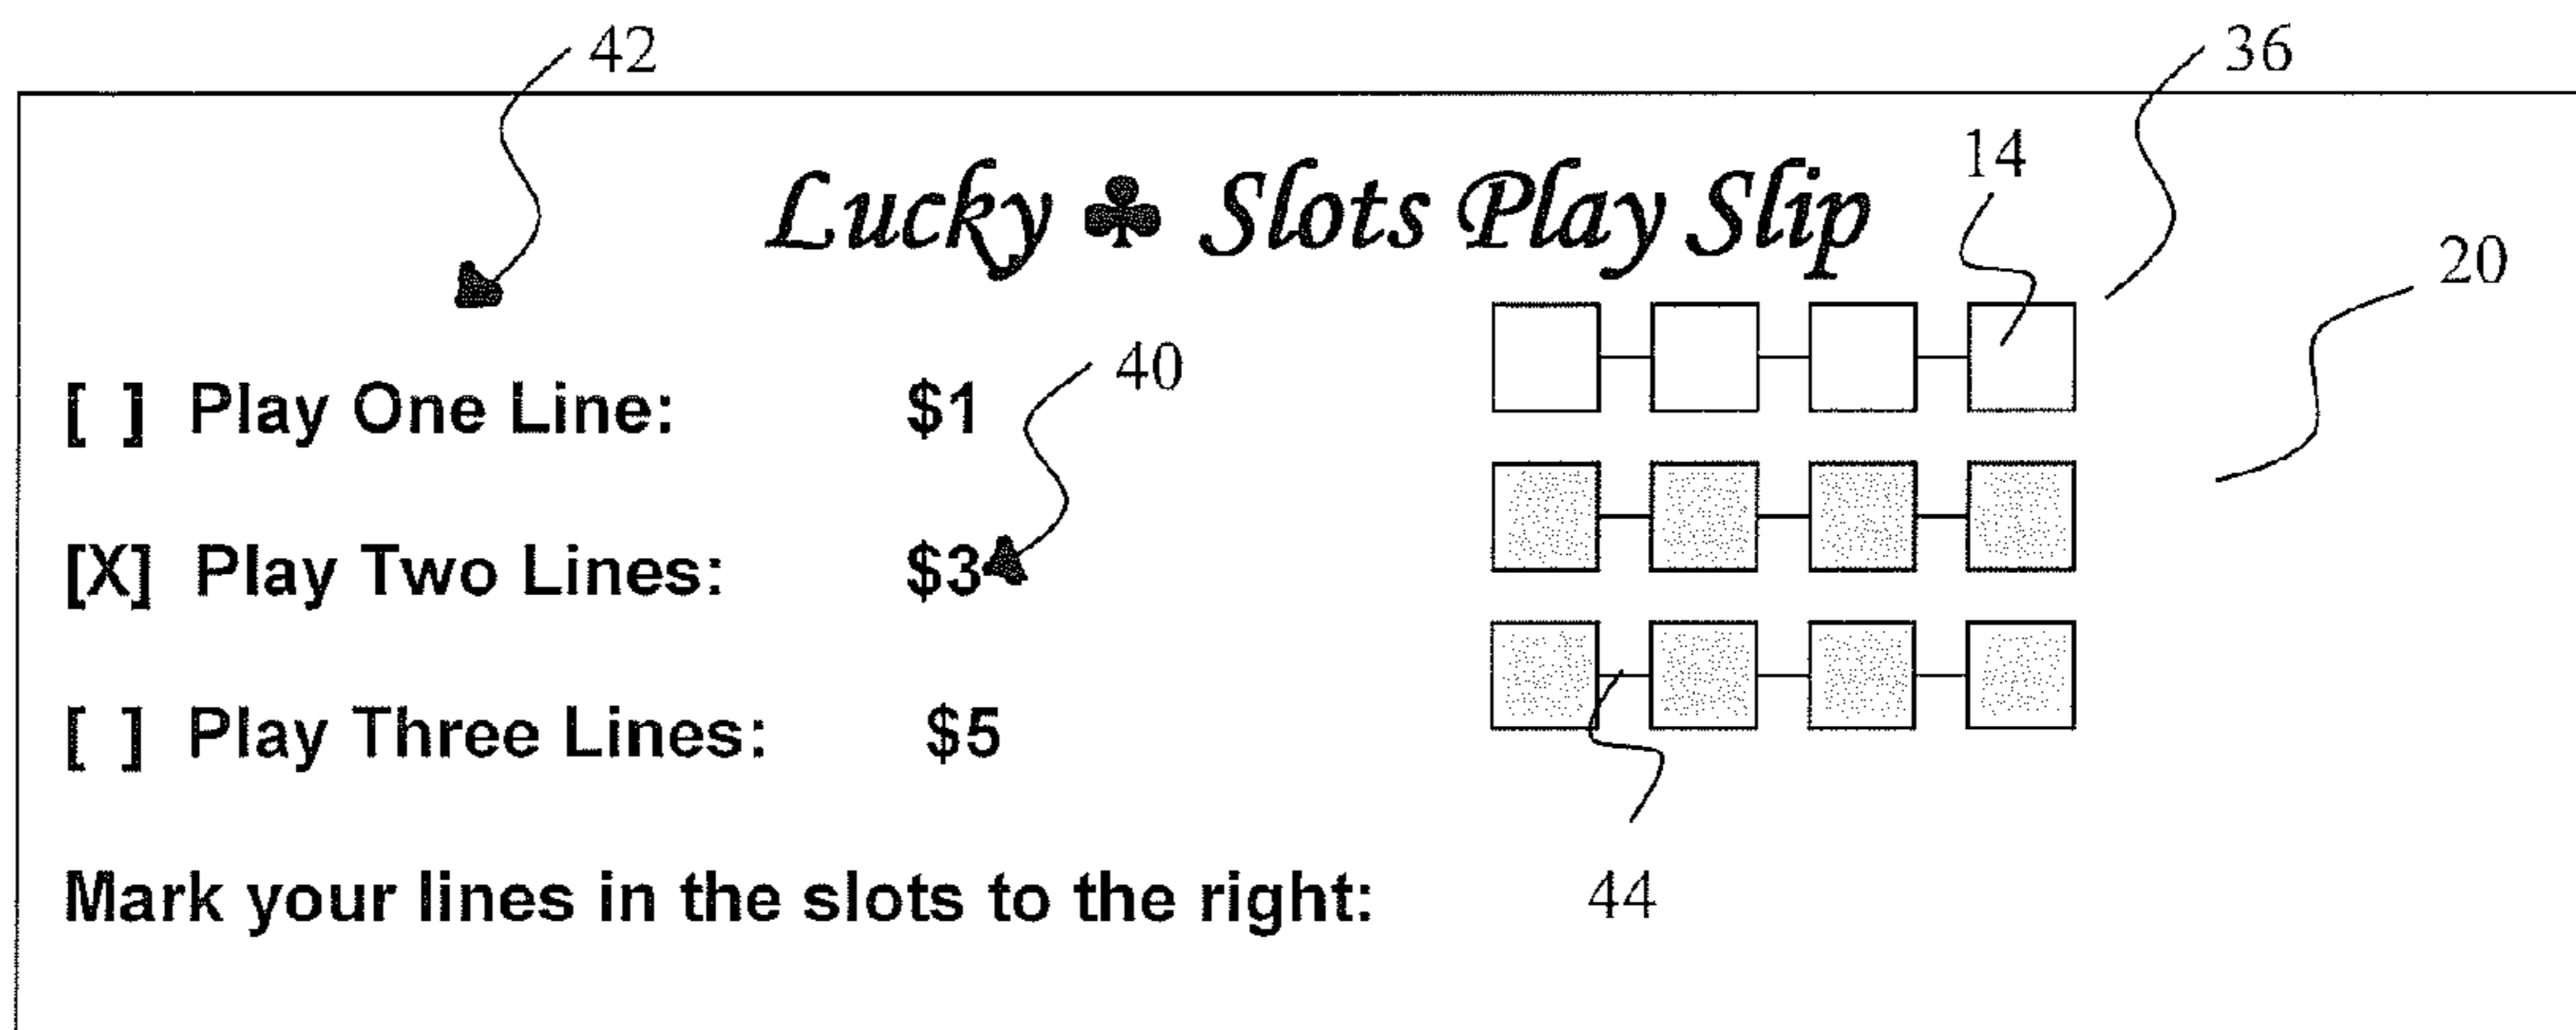 42
36
14
Lucky ♣ Slots Play Slip
20
40
[ ] Play One Line: $1
[X] Play Two Lines: $3
[ ] Play Three Lines: $5
Mark your lines in the slots to the right:
44